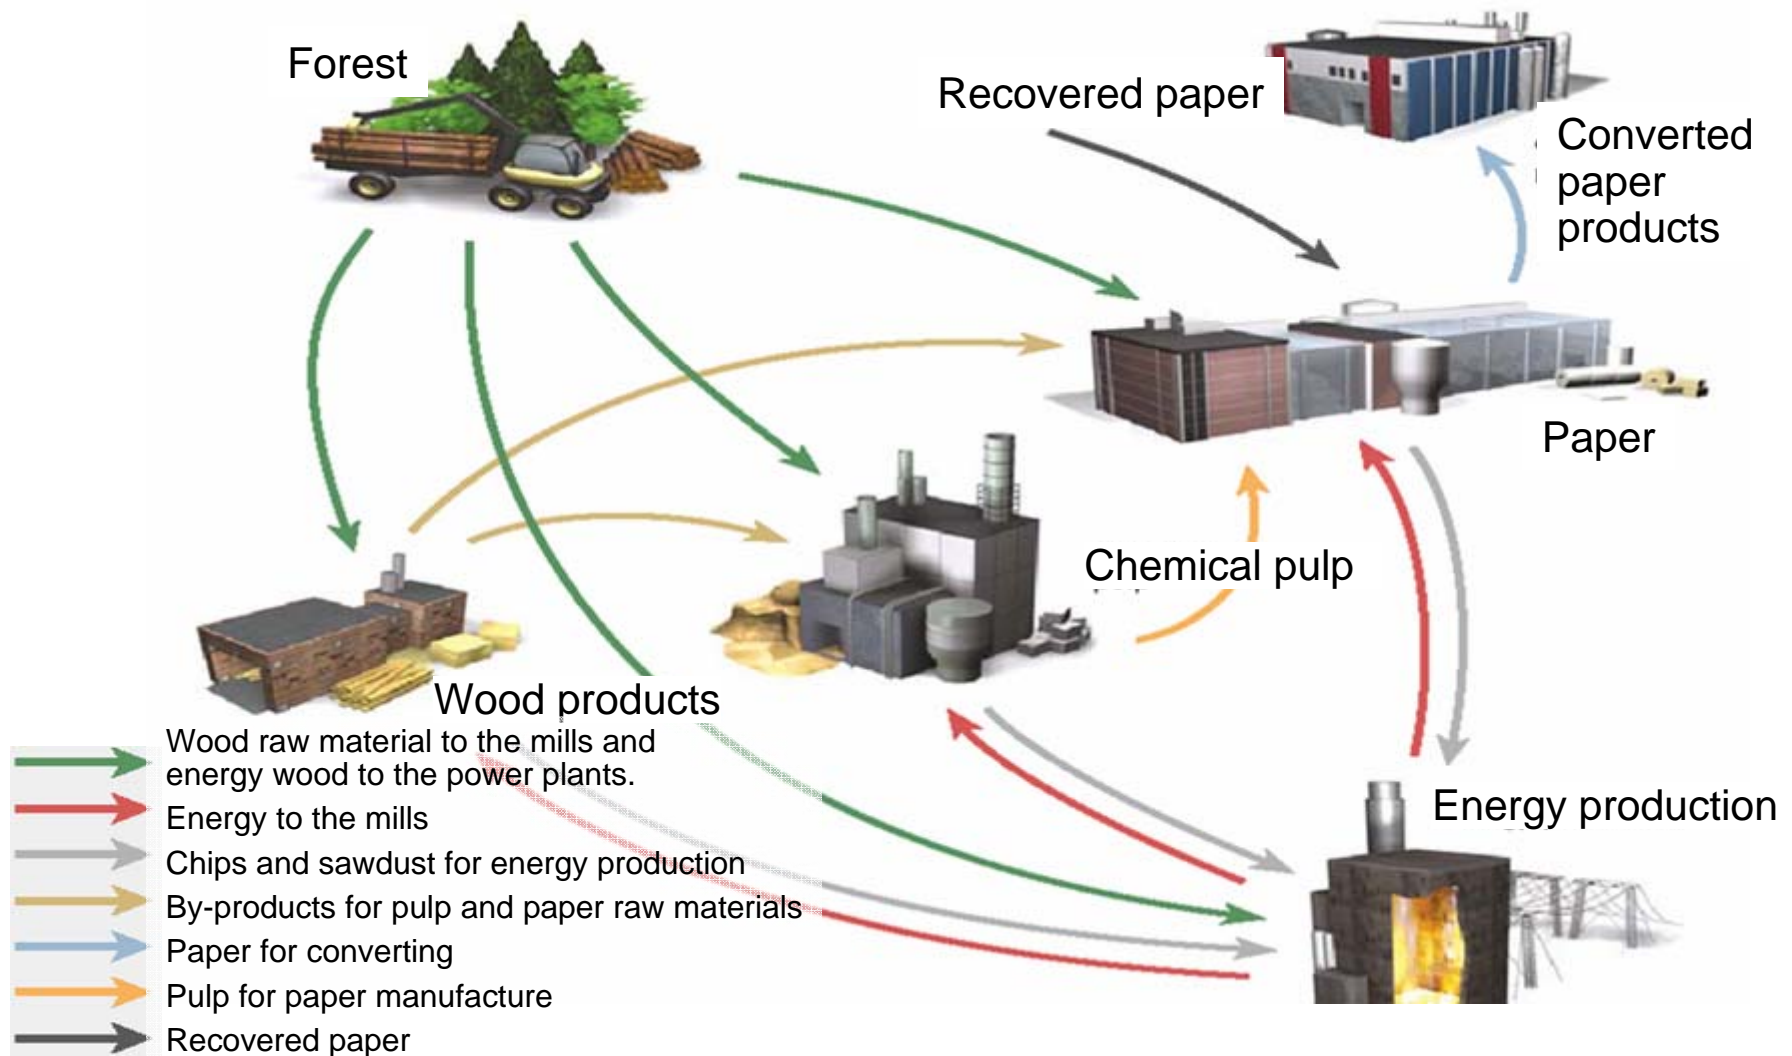 Forest
Recovered paper
Converted
paper
products
Paper
Chemical pulp
Wood products
Energy production
Wood raw material to the mills and
energy wood to the power plants.
Energy to the mills
Chips and sawdust for energy production
By-products for pulp and paper raw materials
Paper for converting
Pulp for paper manufacture
Recovered paper